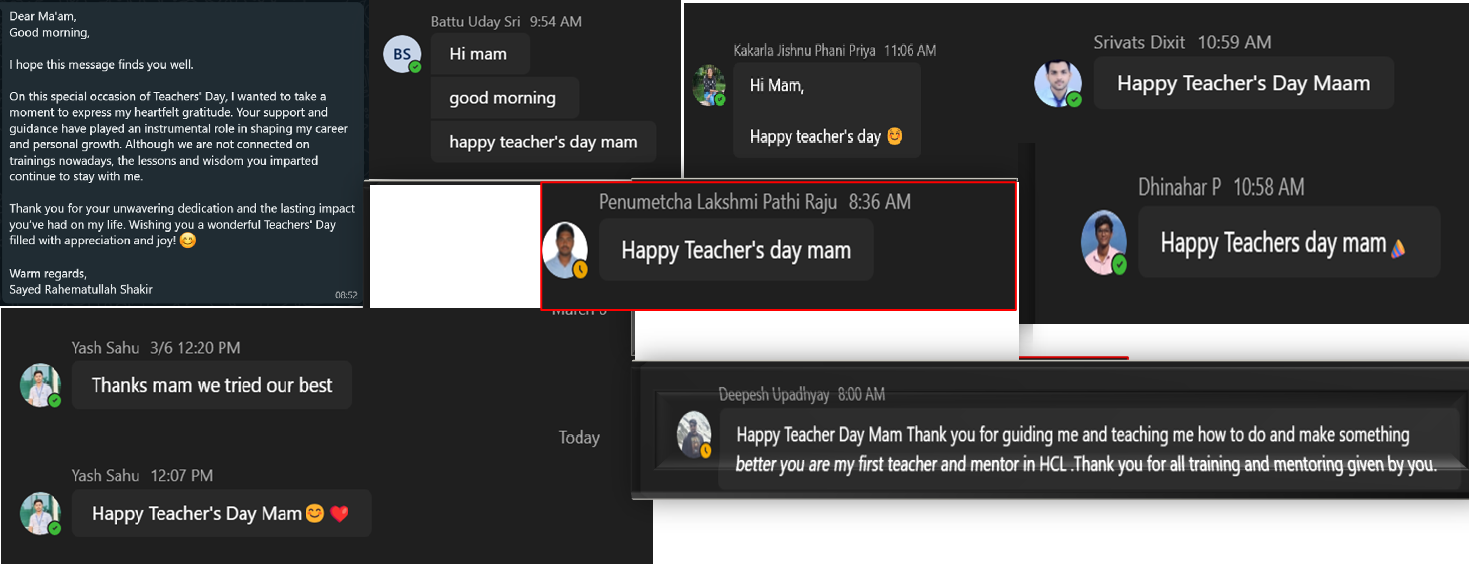 Dear Ma'am,
Good morning,
I hope this message finds you well.
On this special occasion of Teachers' Day, I wanted to take a
moment to express my heartfelt gratitude. Your support and
guidance have played an instrumental role in shaping my career
and personal growth. Although we are not connected on
trainings nowadays, the lessons and wisdom you imparted
continue to stay with me.
Thank you for your unwavering dedication and the lasting impact
you've had on my life. Wishing you a wonderful Teachers' Day
filled with appreciation and joy! 😊
Warm regards,
Sayed Rahematullah Shakir
08:52
Battu Uday Sri 9:54 AM
BS
Hi mam
good morning
happy teacher's day mam
Kakarla Jishnu Phani Priya 11:06 AM
Hi Mam,
Happy teacher's day 😊
Srivats Dixit 10:59 AM
Happy Teacher's Day Maam
Penumetcha Lakshmi Pathi Raju 8:36 AM
Happy Teacher's day mam
Dhinahar P 10:58 AM
Happy Teachers day mam 🎉
Yash Sahu 3/6 12:20 PM
Thanks mam we tried our best
Today
Yash Sahu 12:07 PM
Happy Teacher's Day Mam 😊 ❤️
Deepesh Upadhyay 8:00 AM
Happy Teacher Day Mam Thank you for guiding me and teaching me how to do and make something
better you are my first teacher and mentor in HCL .Thank you for all training and mentoring given by you.